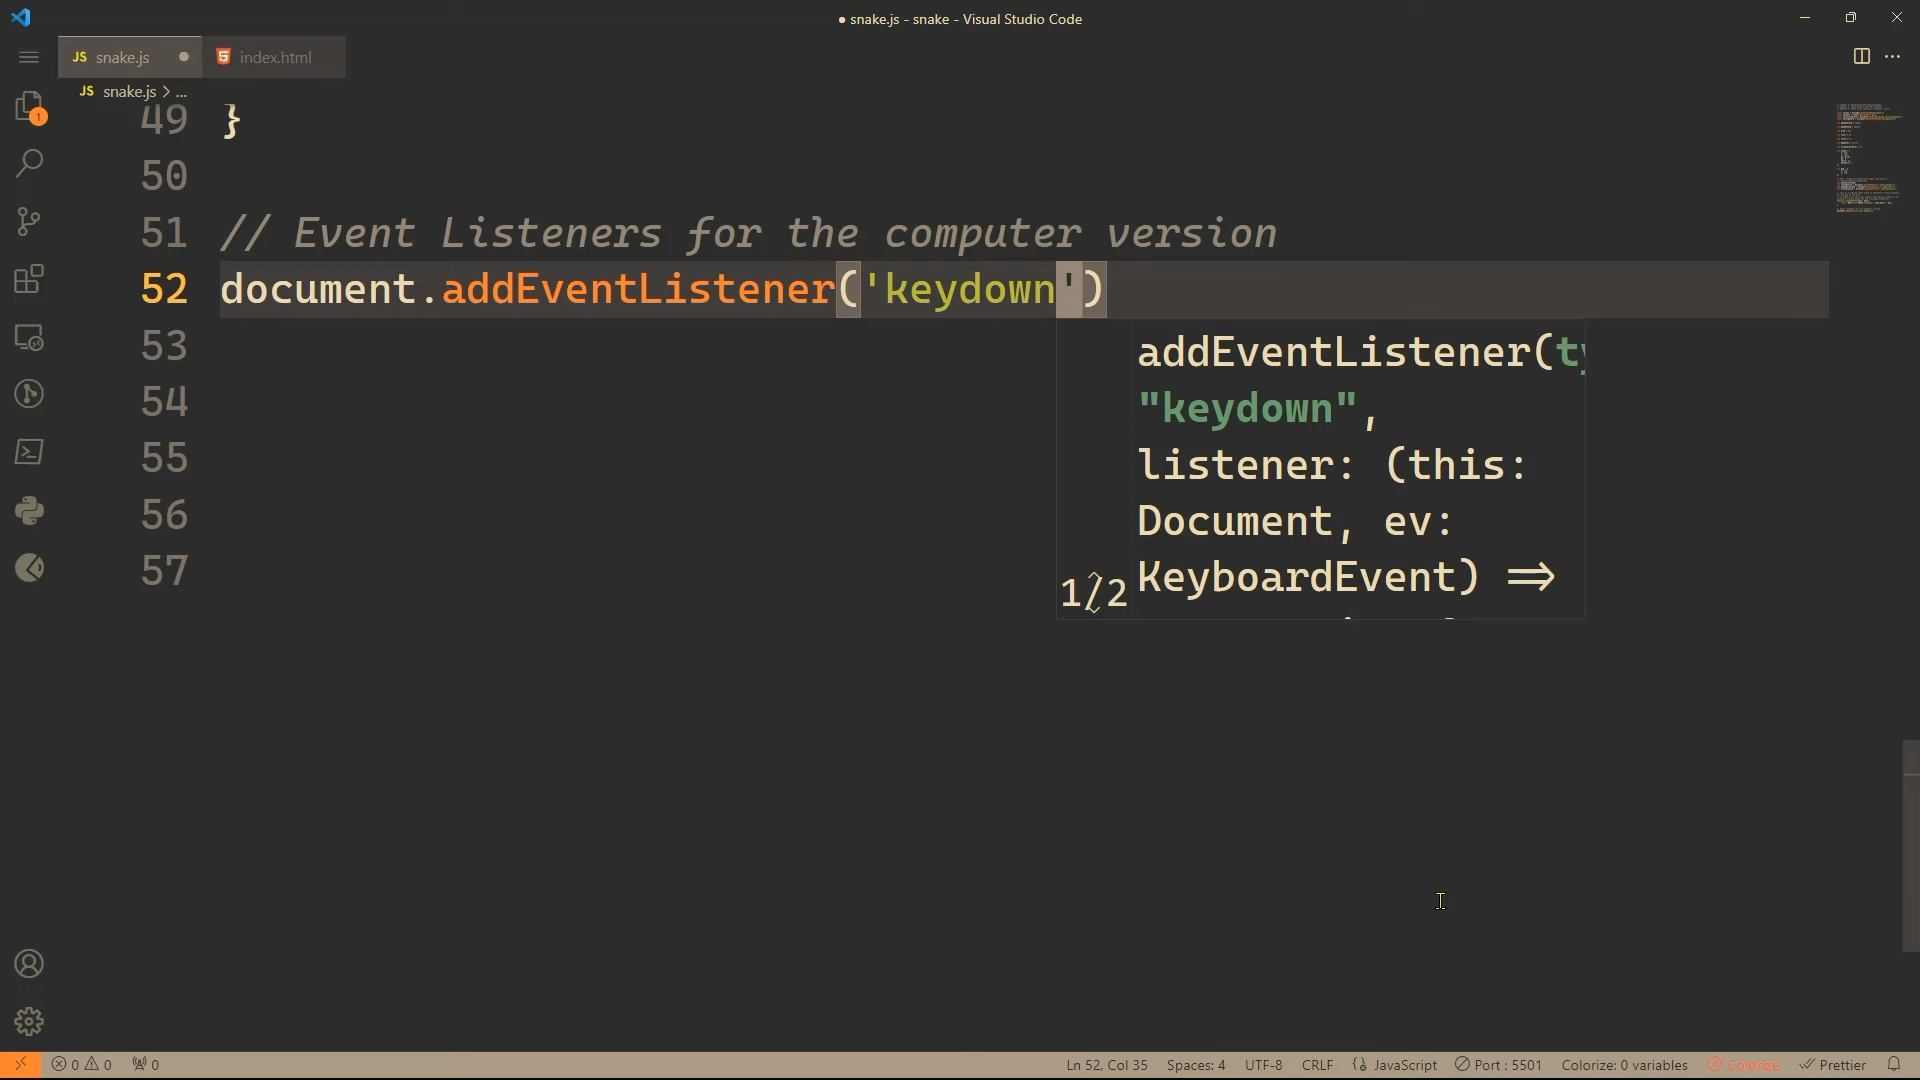 ● snake.js - snake - Visual Studio Code
JS snake.js ●
index.html
JS snake.js > ...
1
49 }
50
51 // Event Listeners for the computer version
52 document.addEventListener('keydown')
53
54
55
56
57
addEventListener(ty
"keydown",
listener: (this:
Document, ev:
KeyboardEvent) =>
1/2
0 0 0
Ln 52, Col 35 Spaces: 4 UTF-8 CRLF JavaScript Port : 5501 Colorize: 0 variables Colorize Prettier